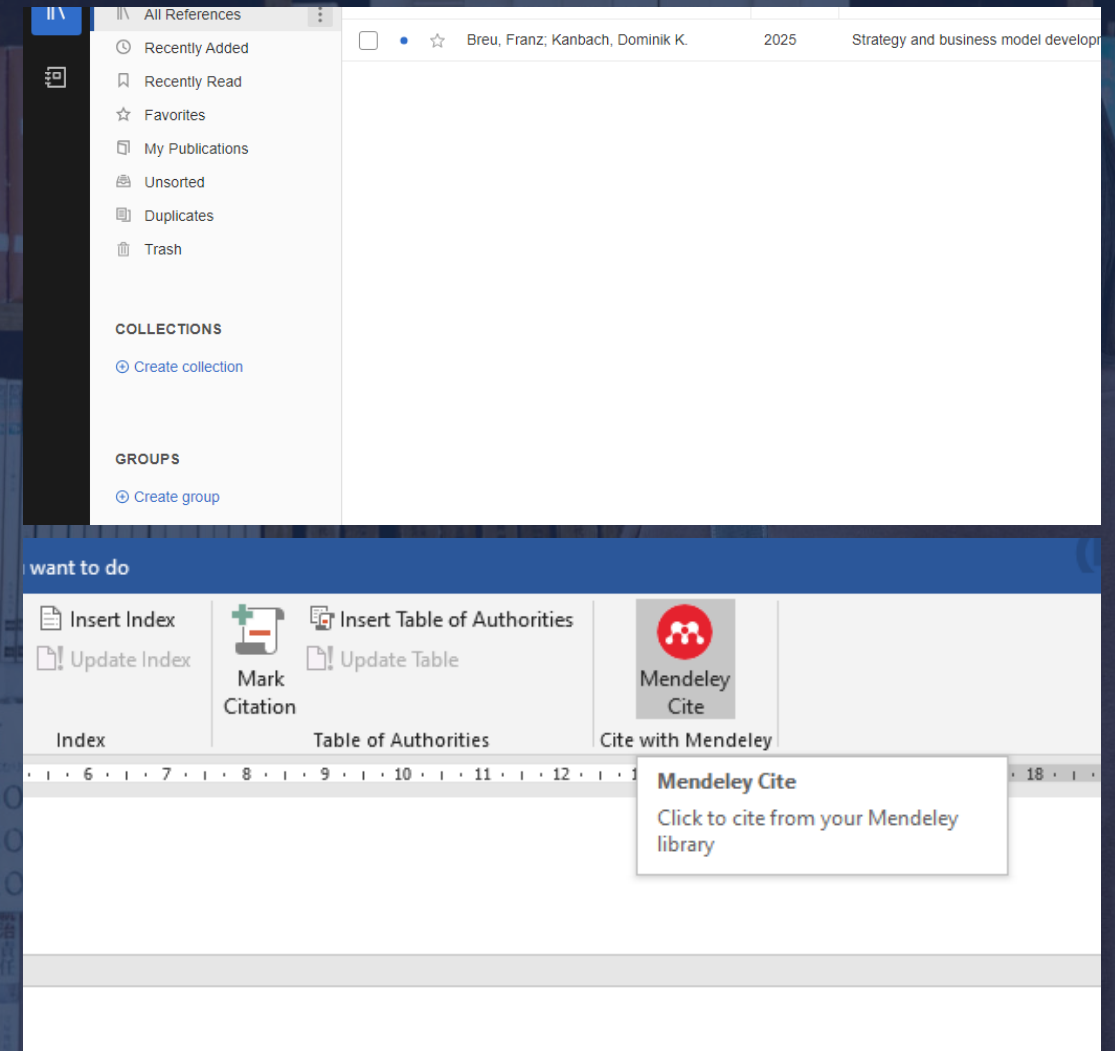 All References
Recently Added
Breu, Franz; Kanbach, Dominik K. 2025 Strategy and business model
Recently Read
Favorites
My Publications
Unsorted
Duplicates
Trash
COLLECTIONS
Create collection
GROUPS
Create group
want to do
Insert Index
Update Index
Index
Mark
Citation
Insert Table of Authorities
Update Table
Table of Authorities
Mendeley
Cite
Cite with Mendeley
6 7 8 9 10 11 12 18
Mendeley Cite
Click to cite from your Mendeley
library